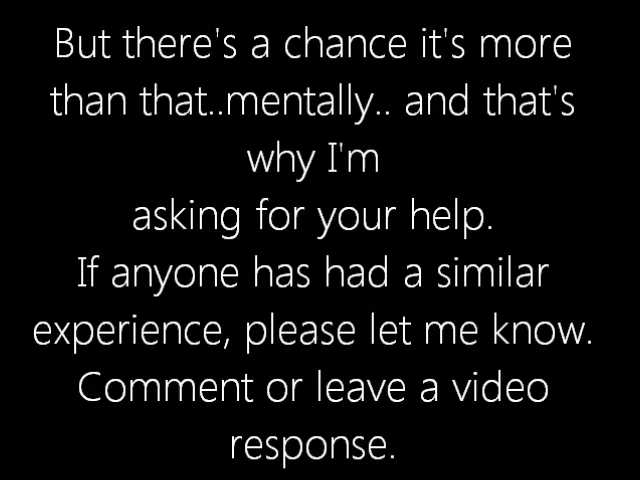 But there's a chance it's more
than that..mentally.. and that's
why I'm
asking for your help.
If anyone has had a similar
experience, please let me know.
Comment or leave a video
response.